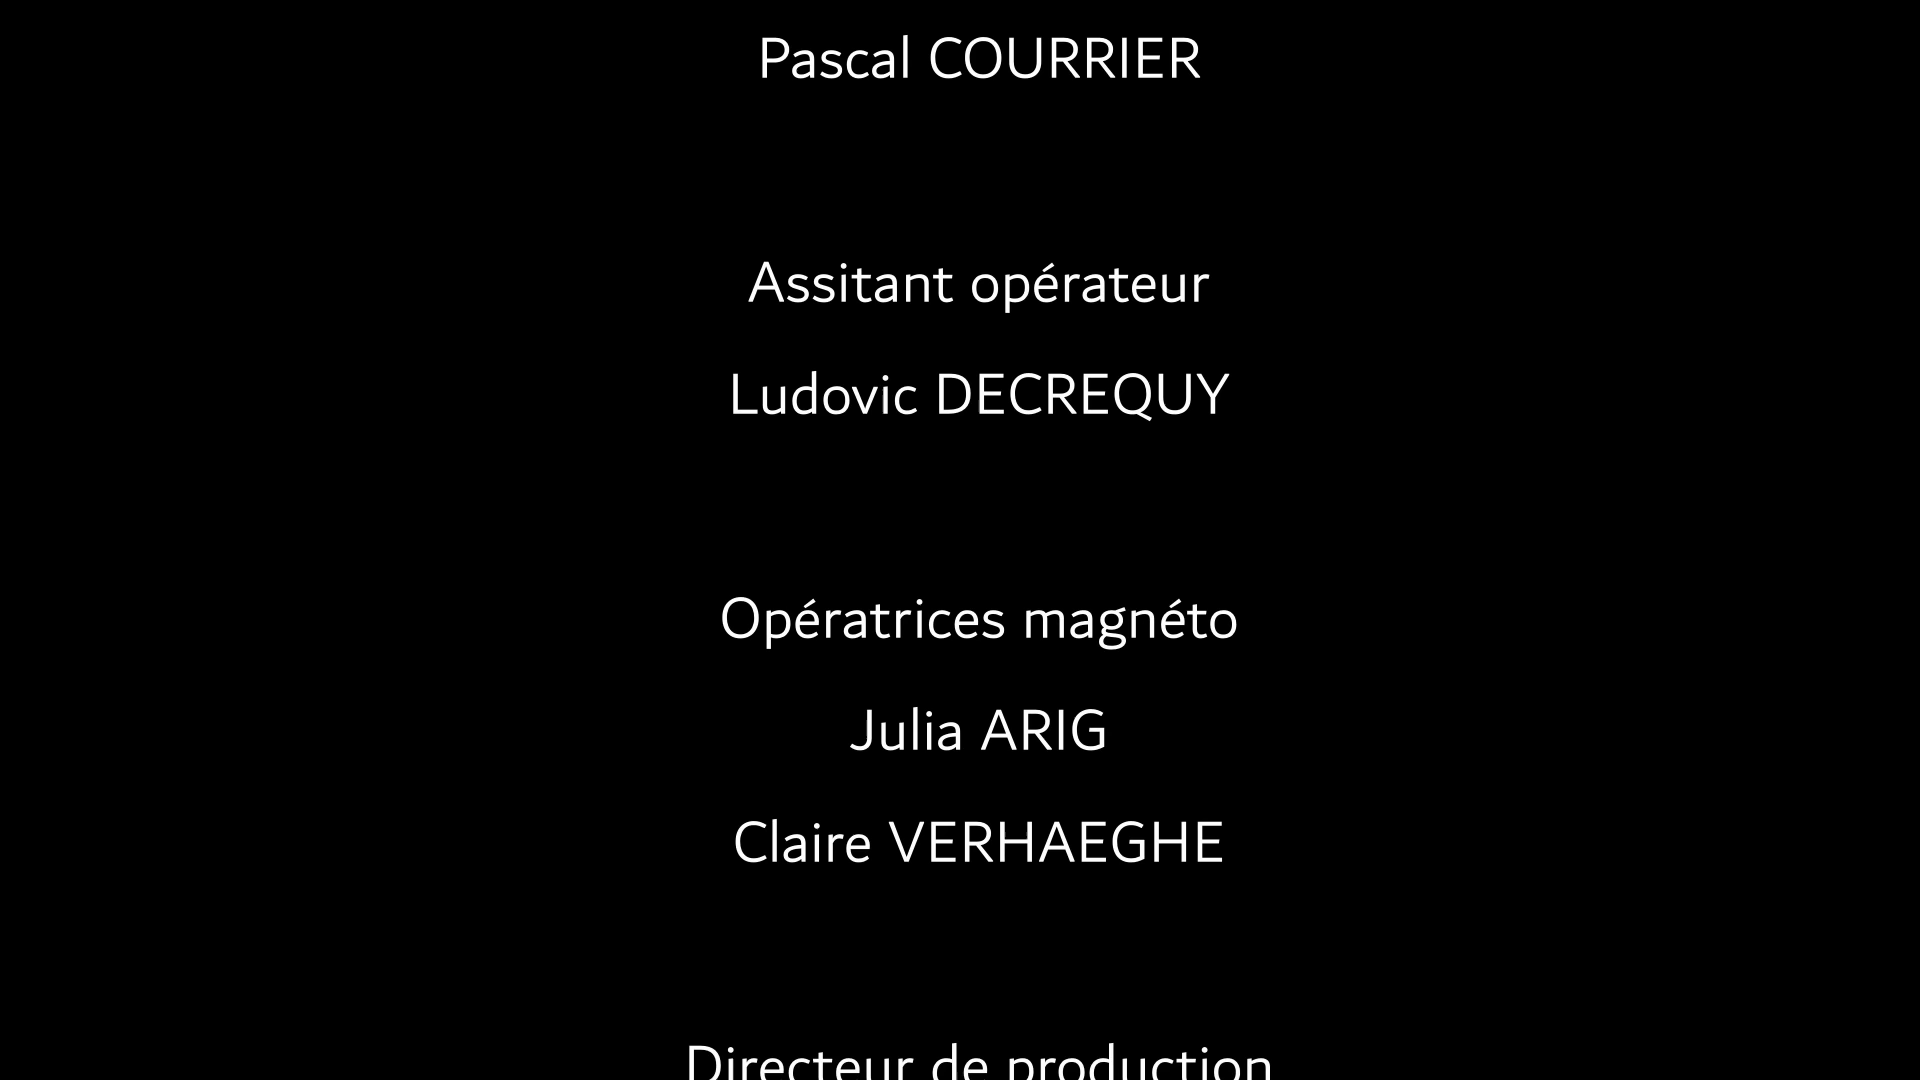 Pascal COURRIER
Assitant opérateur
Ludovic DECREQUY
Opératrices magnéto
Julia ARIG
Claire VERHAEGHE
Directeur de production